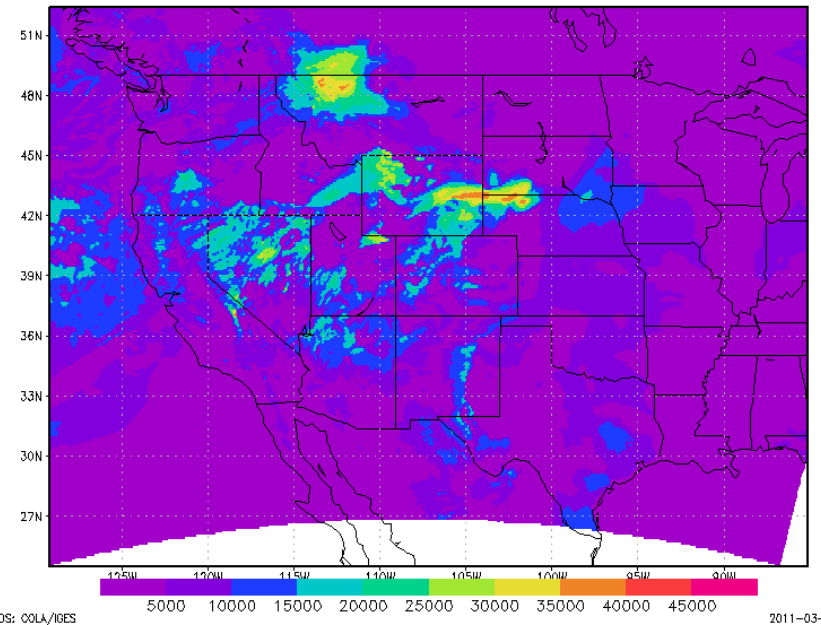 51N
48N
45N
42N
39N
36N
33N
30N
27N
125W 120W 115W 110W 105W 100W 95W 90W
5000 10000 15000 20000 25000 30000 35000 40000 45000
OS: COLA/IGES 2011-03-